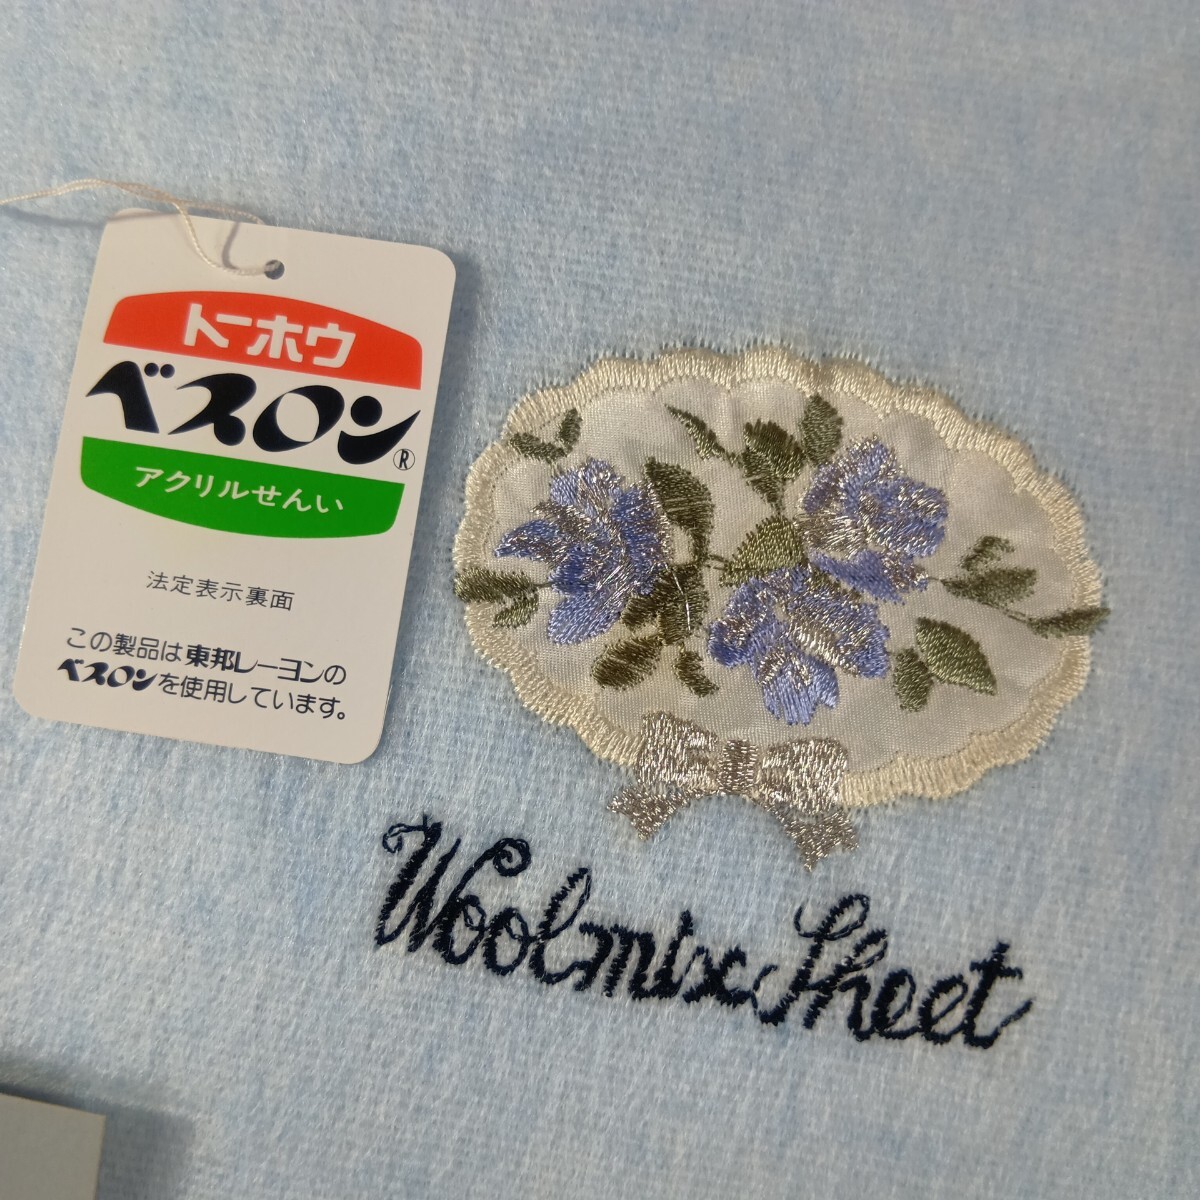 トーホウ
ベスロン®
アクリルせんい
法定表示裏面
この製品は東邦レーヨンの
ベスロンを使用しています。
Woolmix Sheet